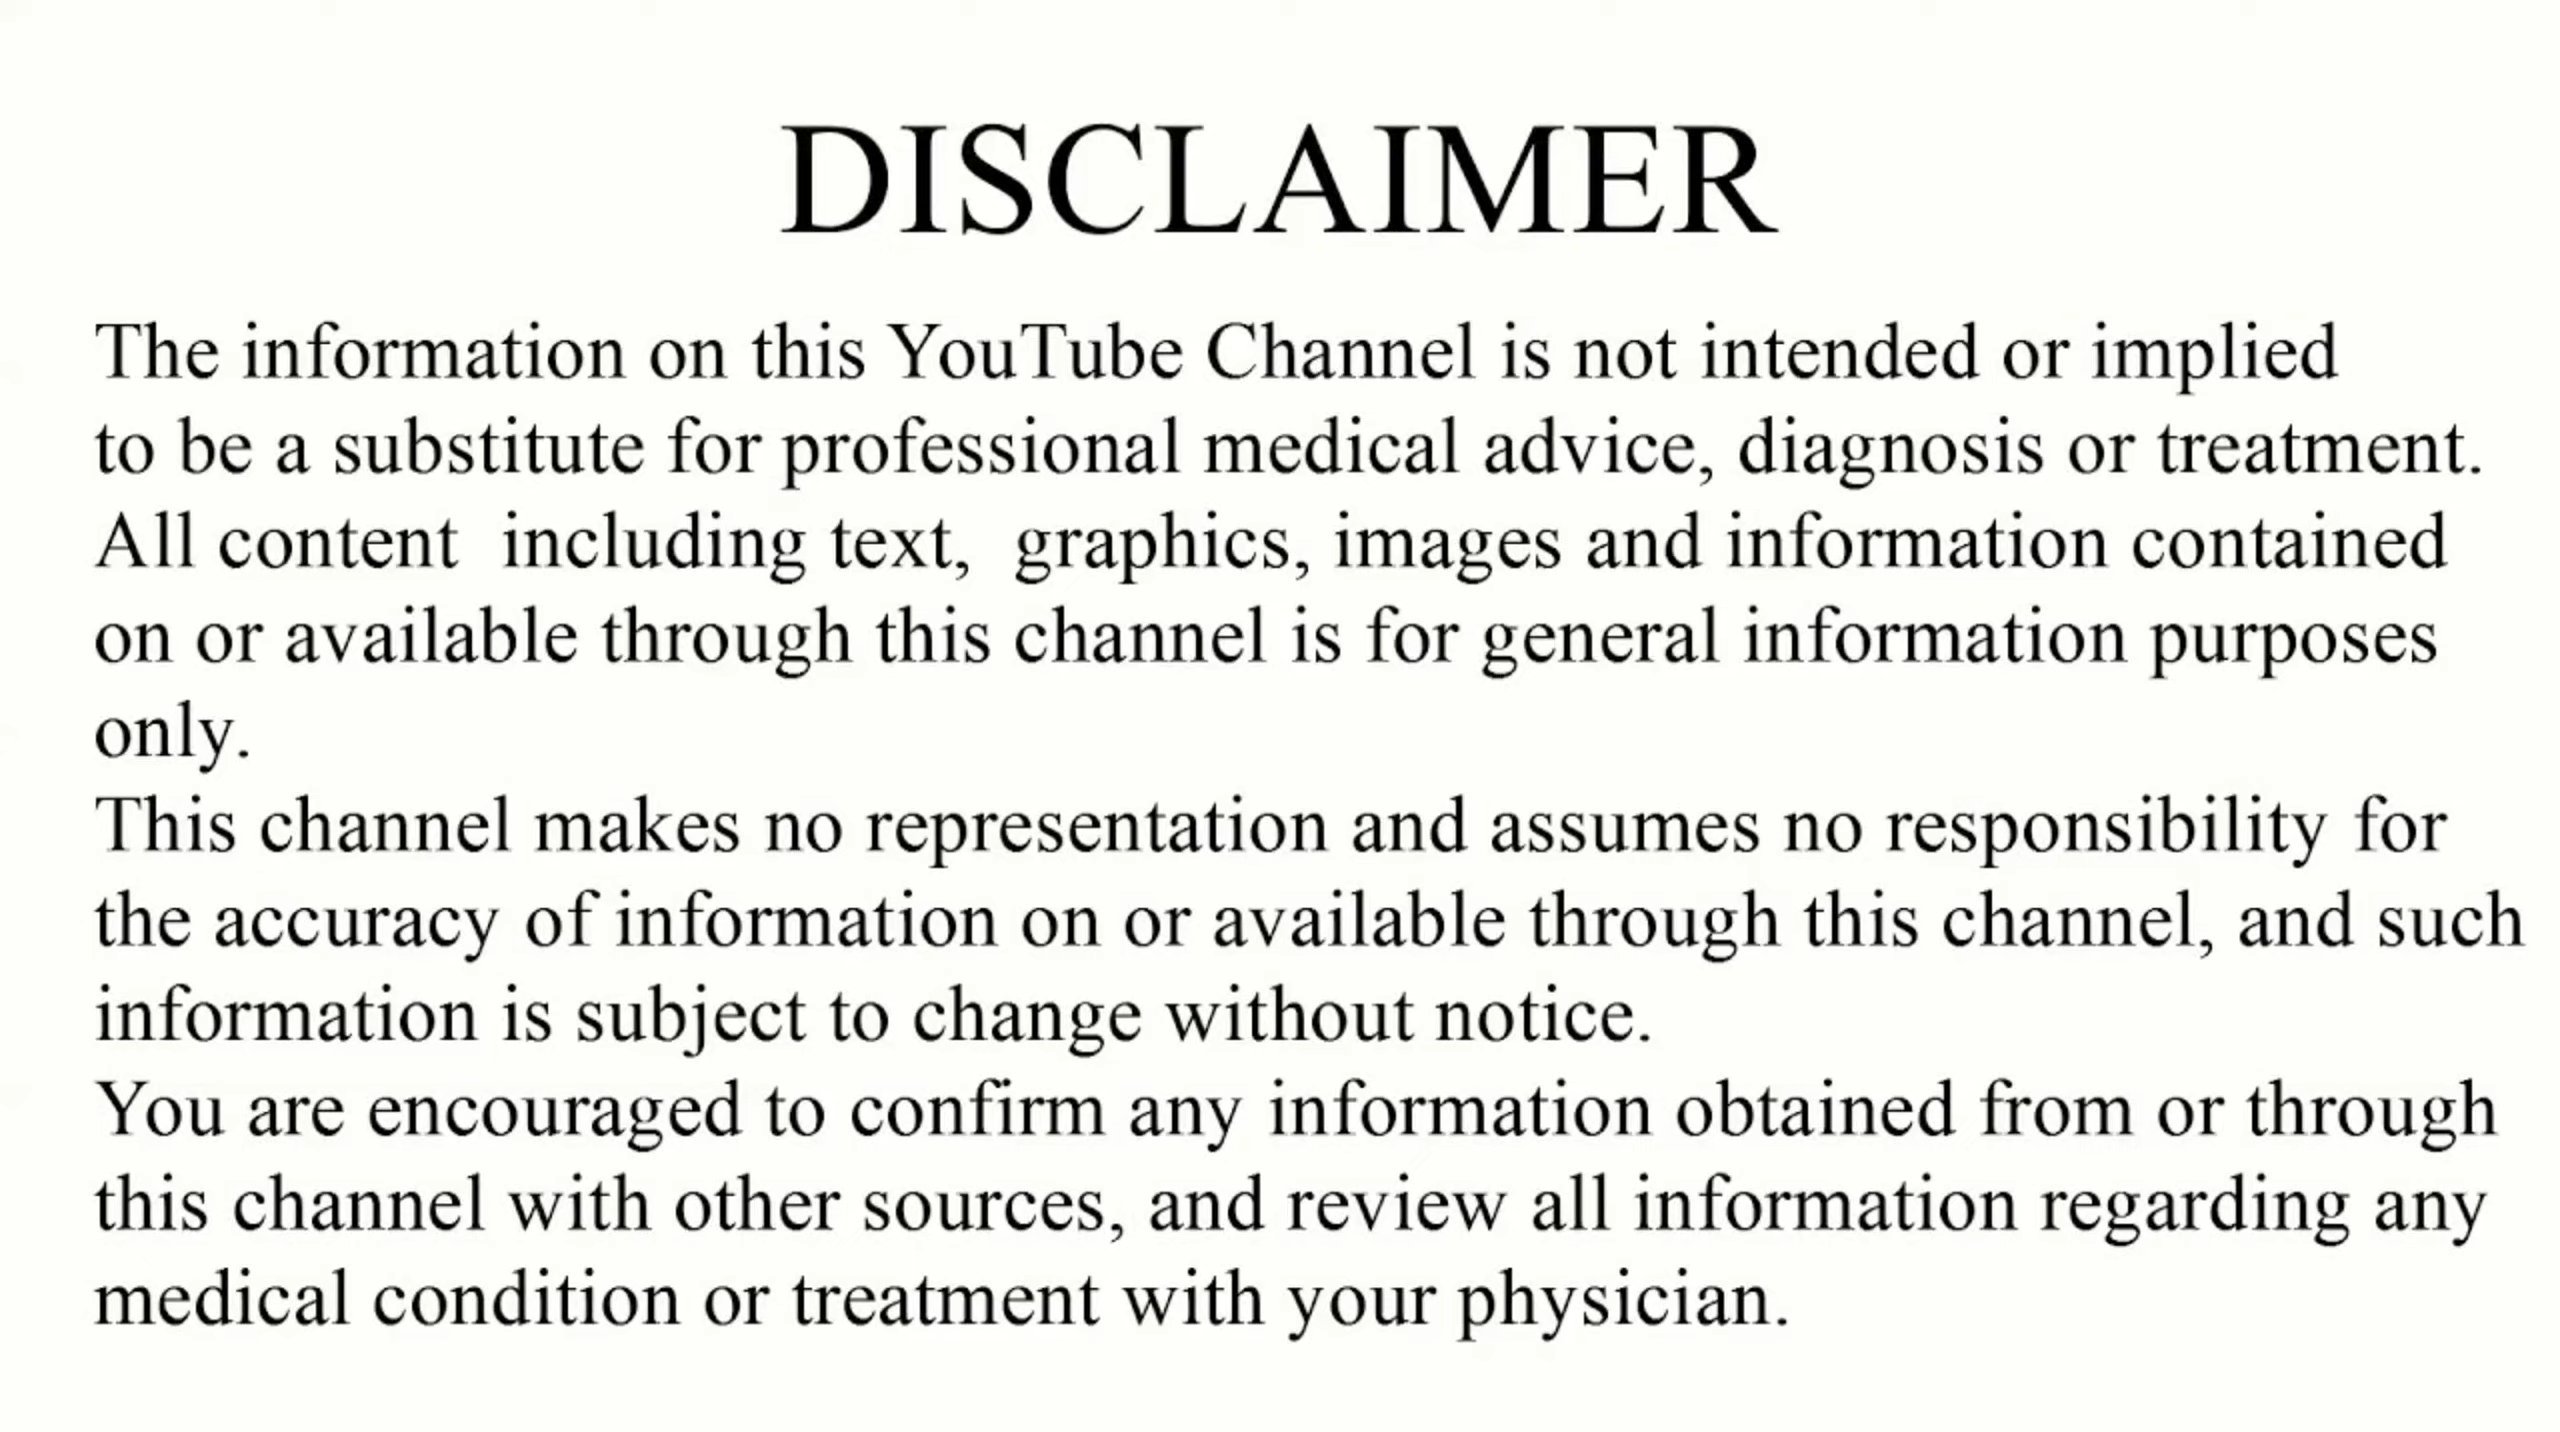 DISCLAIMER
The information on this YouTube Channel is not intended or implied
to be a substitute for professional medical advice, diagnosis or treatment.
All content  including text,  graphics, images and information contained
on or available through this channel is for general information purposes
only.
This channel makes no representation and assumes no responsibility for
the accuracy of information on or available through this channel, and such
information is subject to change without notice.
You are encouraged to confirm any information obtained from or through
this channel with other sources, and review all information regarding any
medical condition or treatment with your physician.